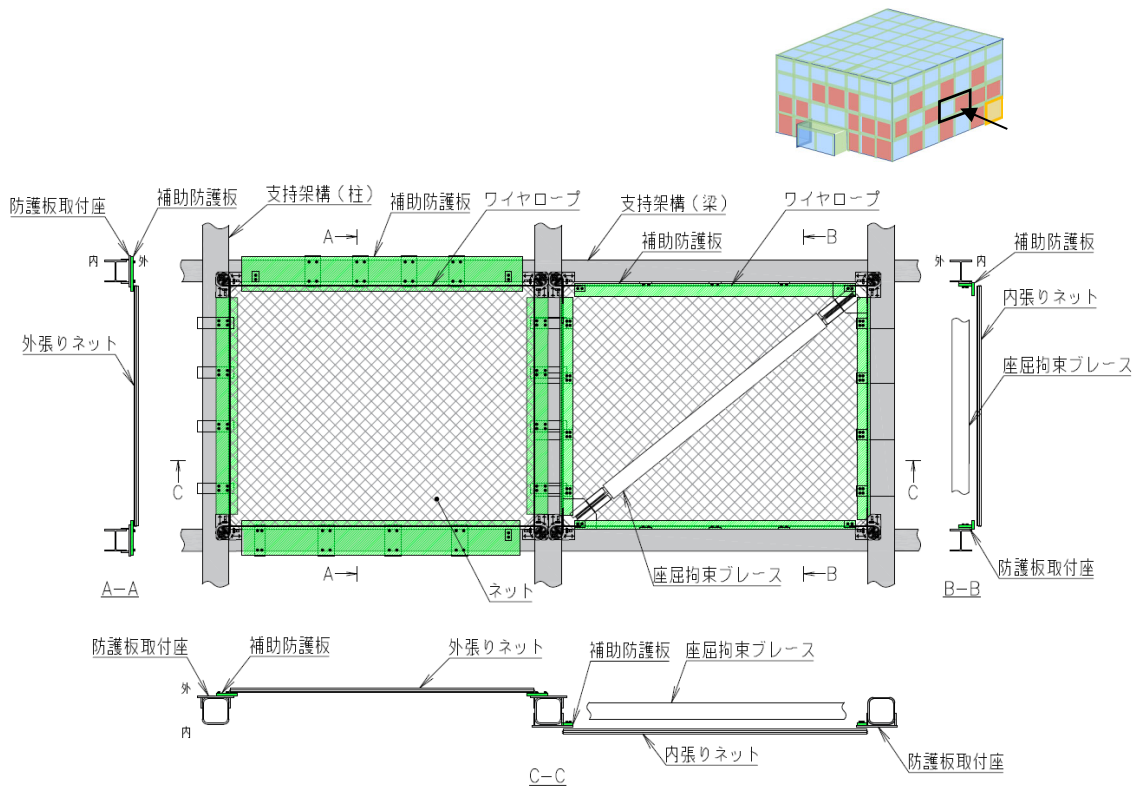 防護板取付座
補助防護板
支持架構（柱）
補助防護板
ワイヤロープ
支持架構（梁）
補助防護板
ワイヤロープ
補助防護板
A
B
内
外
外
内
内張りネット
外張りネット
座屈拘束ブレース
C
C
A
B
ネット
座屈拘束ブレース
防護板取付座
A−A
B−B
防護板取付座
補助防護板
外張りネット
補助防護板
座屈拘束ブレース
外
内
内張りネット
防護板取付座
C−C